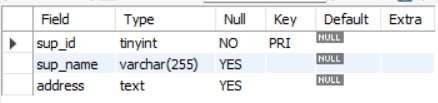 Field Type Null Key Default Extra
sup_id tinyint NO PRI NULL
sup_name varchar(255) YES NULL
address text YES NULL